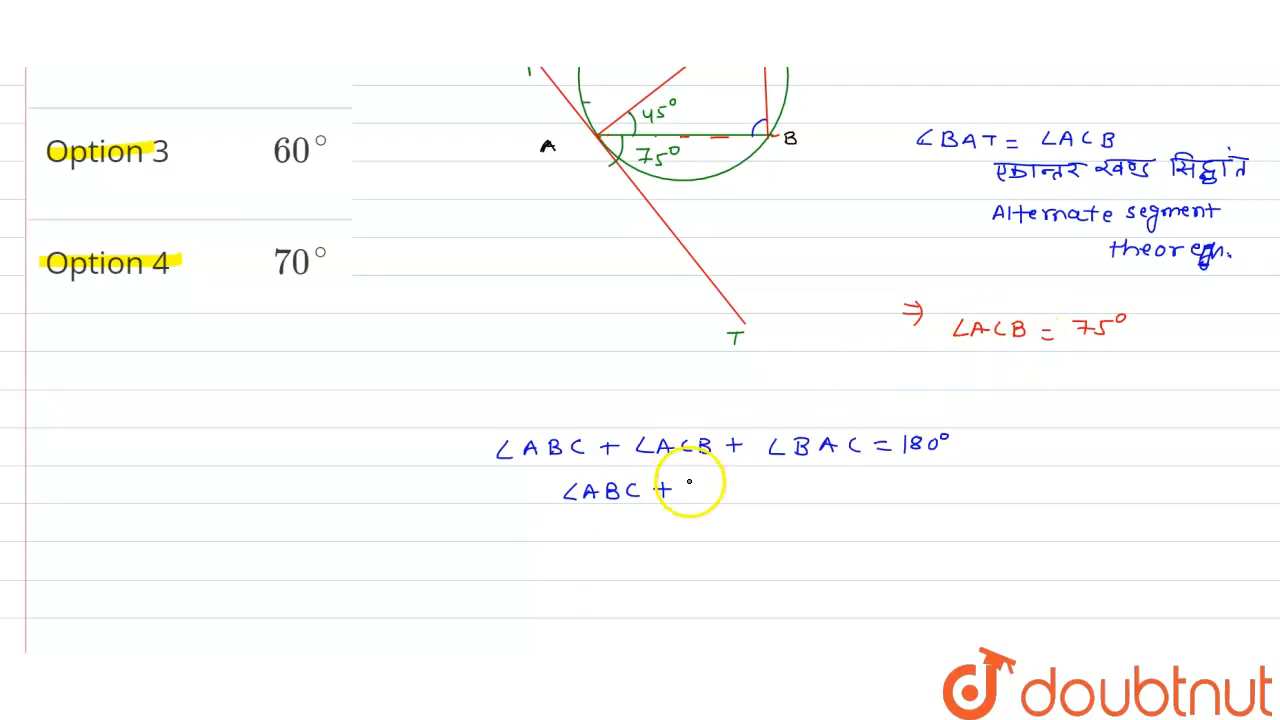 45°
Option 3 60°
A
75°
B
∠BAT = ∠ACB
एकान्तर खण्ड सिद्धांत
Alternate segment
theorem.
Option 4 70°
T
⇒ ∠ACB = 75°
∠ABC + ∠ACB + ∠BAC = 180°
∠ABC +
doubtnut